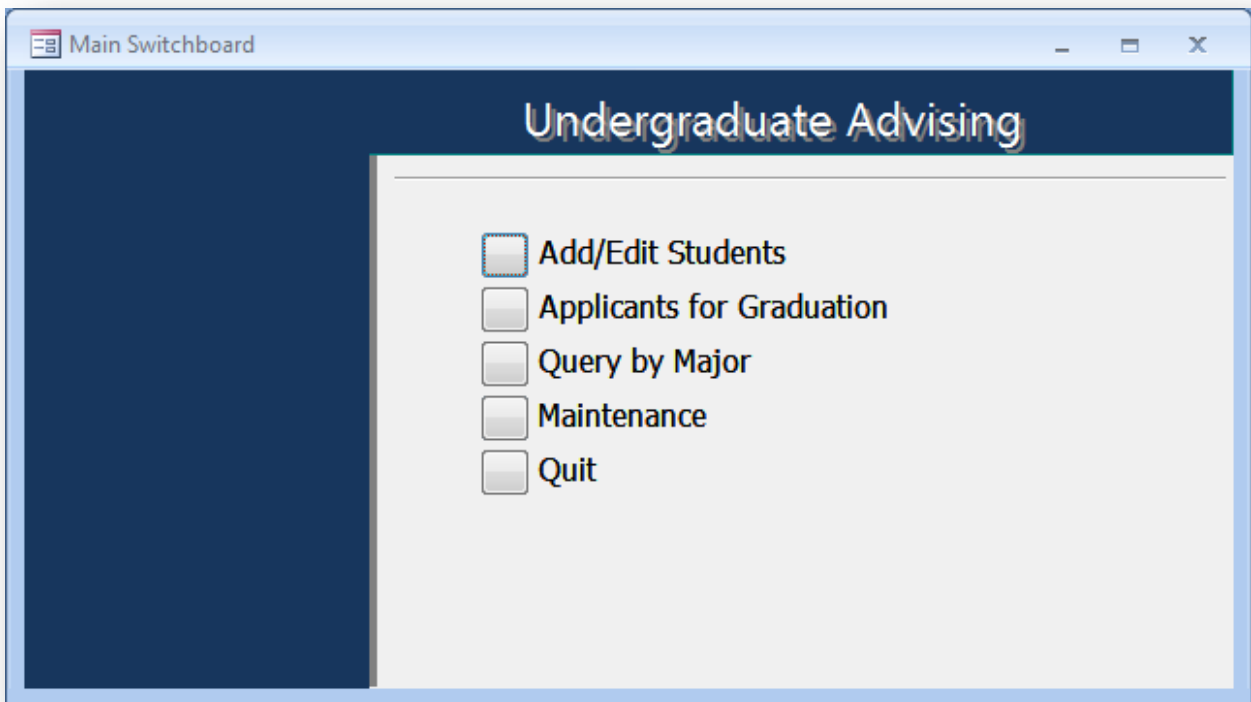 Main Switchboard
Undergraduate Advising
Add/Edit Students
Applicants for Graduation
Query by Major
Maintenance
Quit